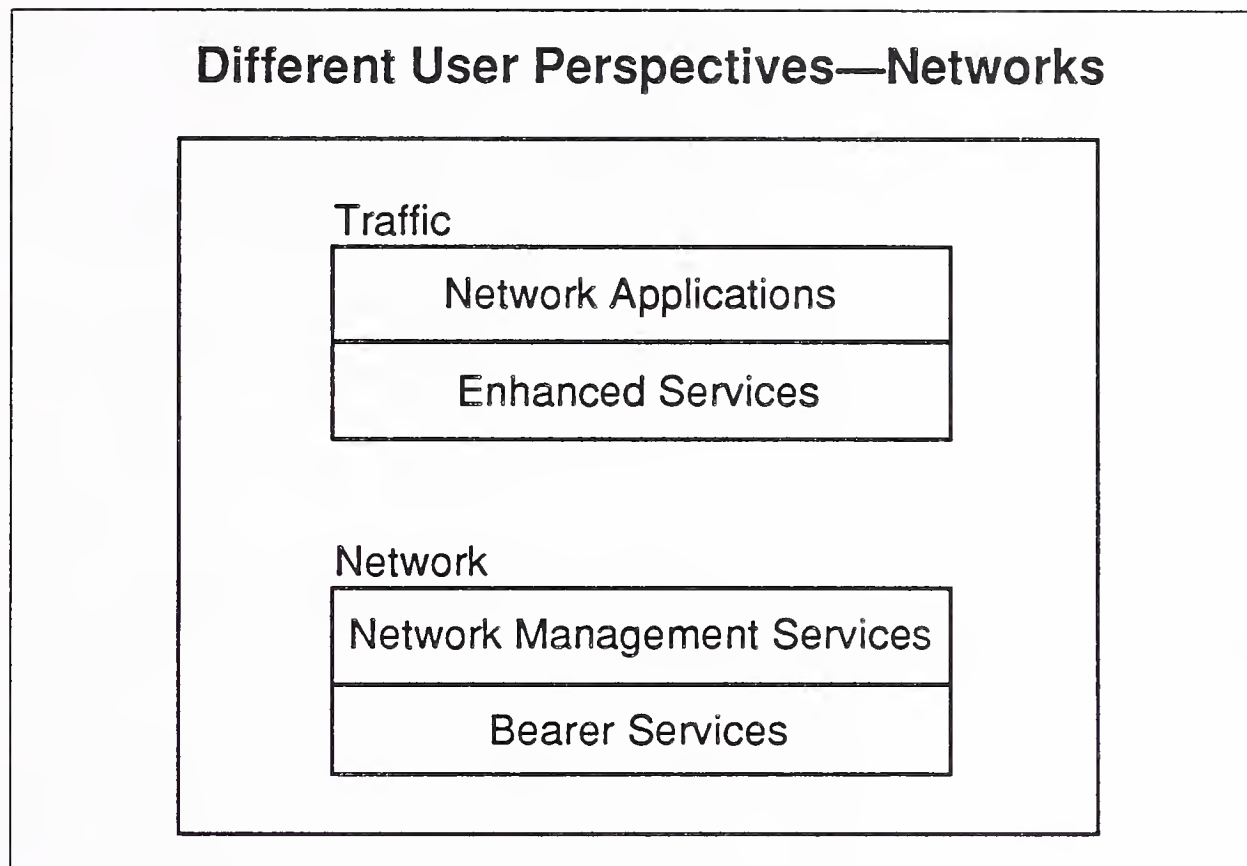 Different User Perspectives—Networks
Traffic
Network Applications
Enhanced Services
Network
Network Management Services
Bearer Services